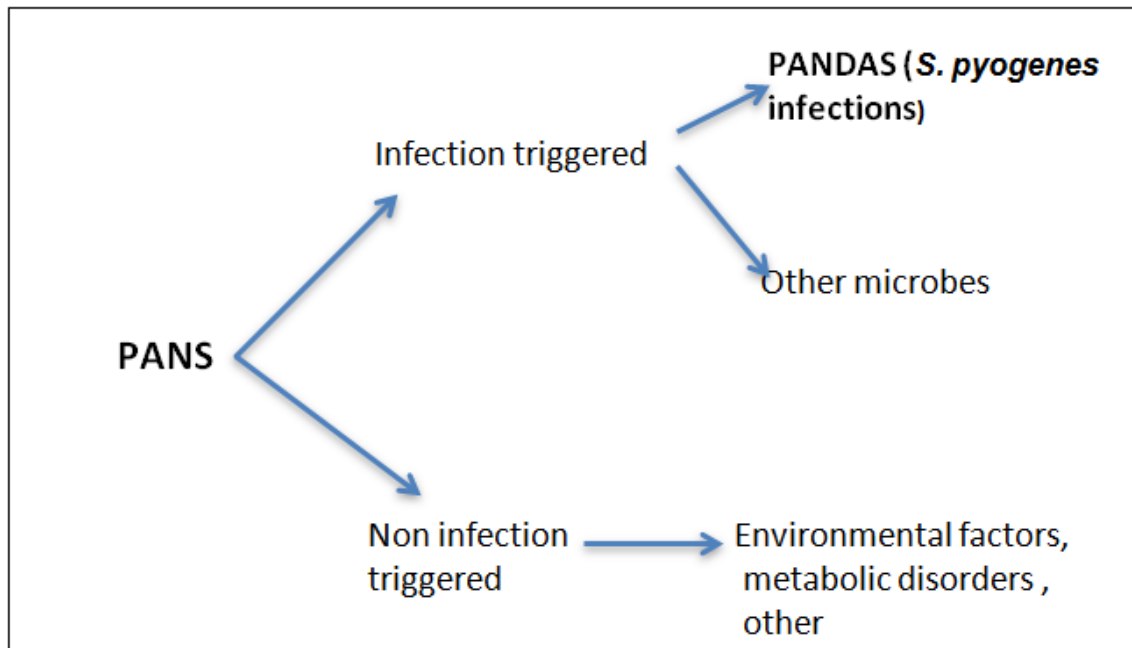 PANDAS (S. pyogenes
infections)
Infection triggered
Other microbes
PANS
Non infection
triggered
Environmental factors,
metabolic disorders ,
other